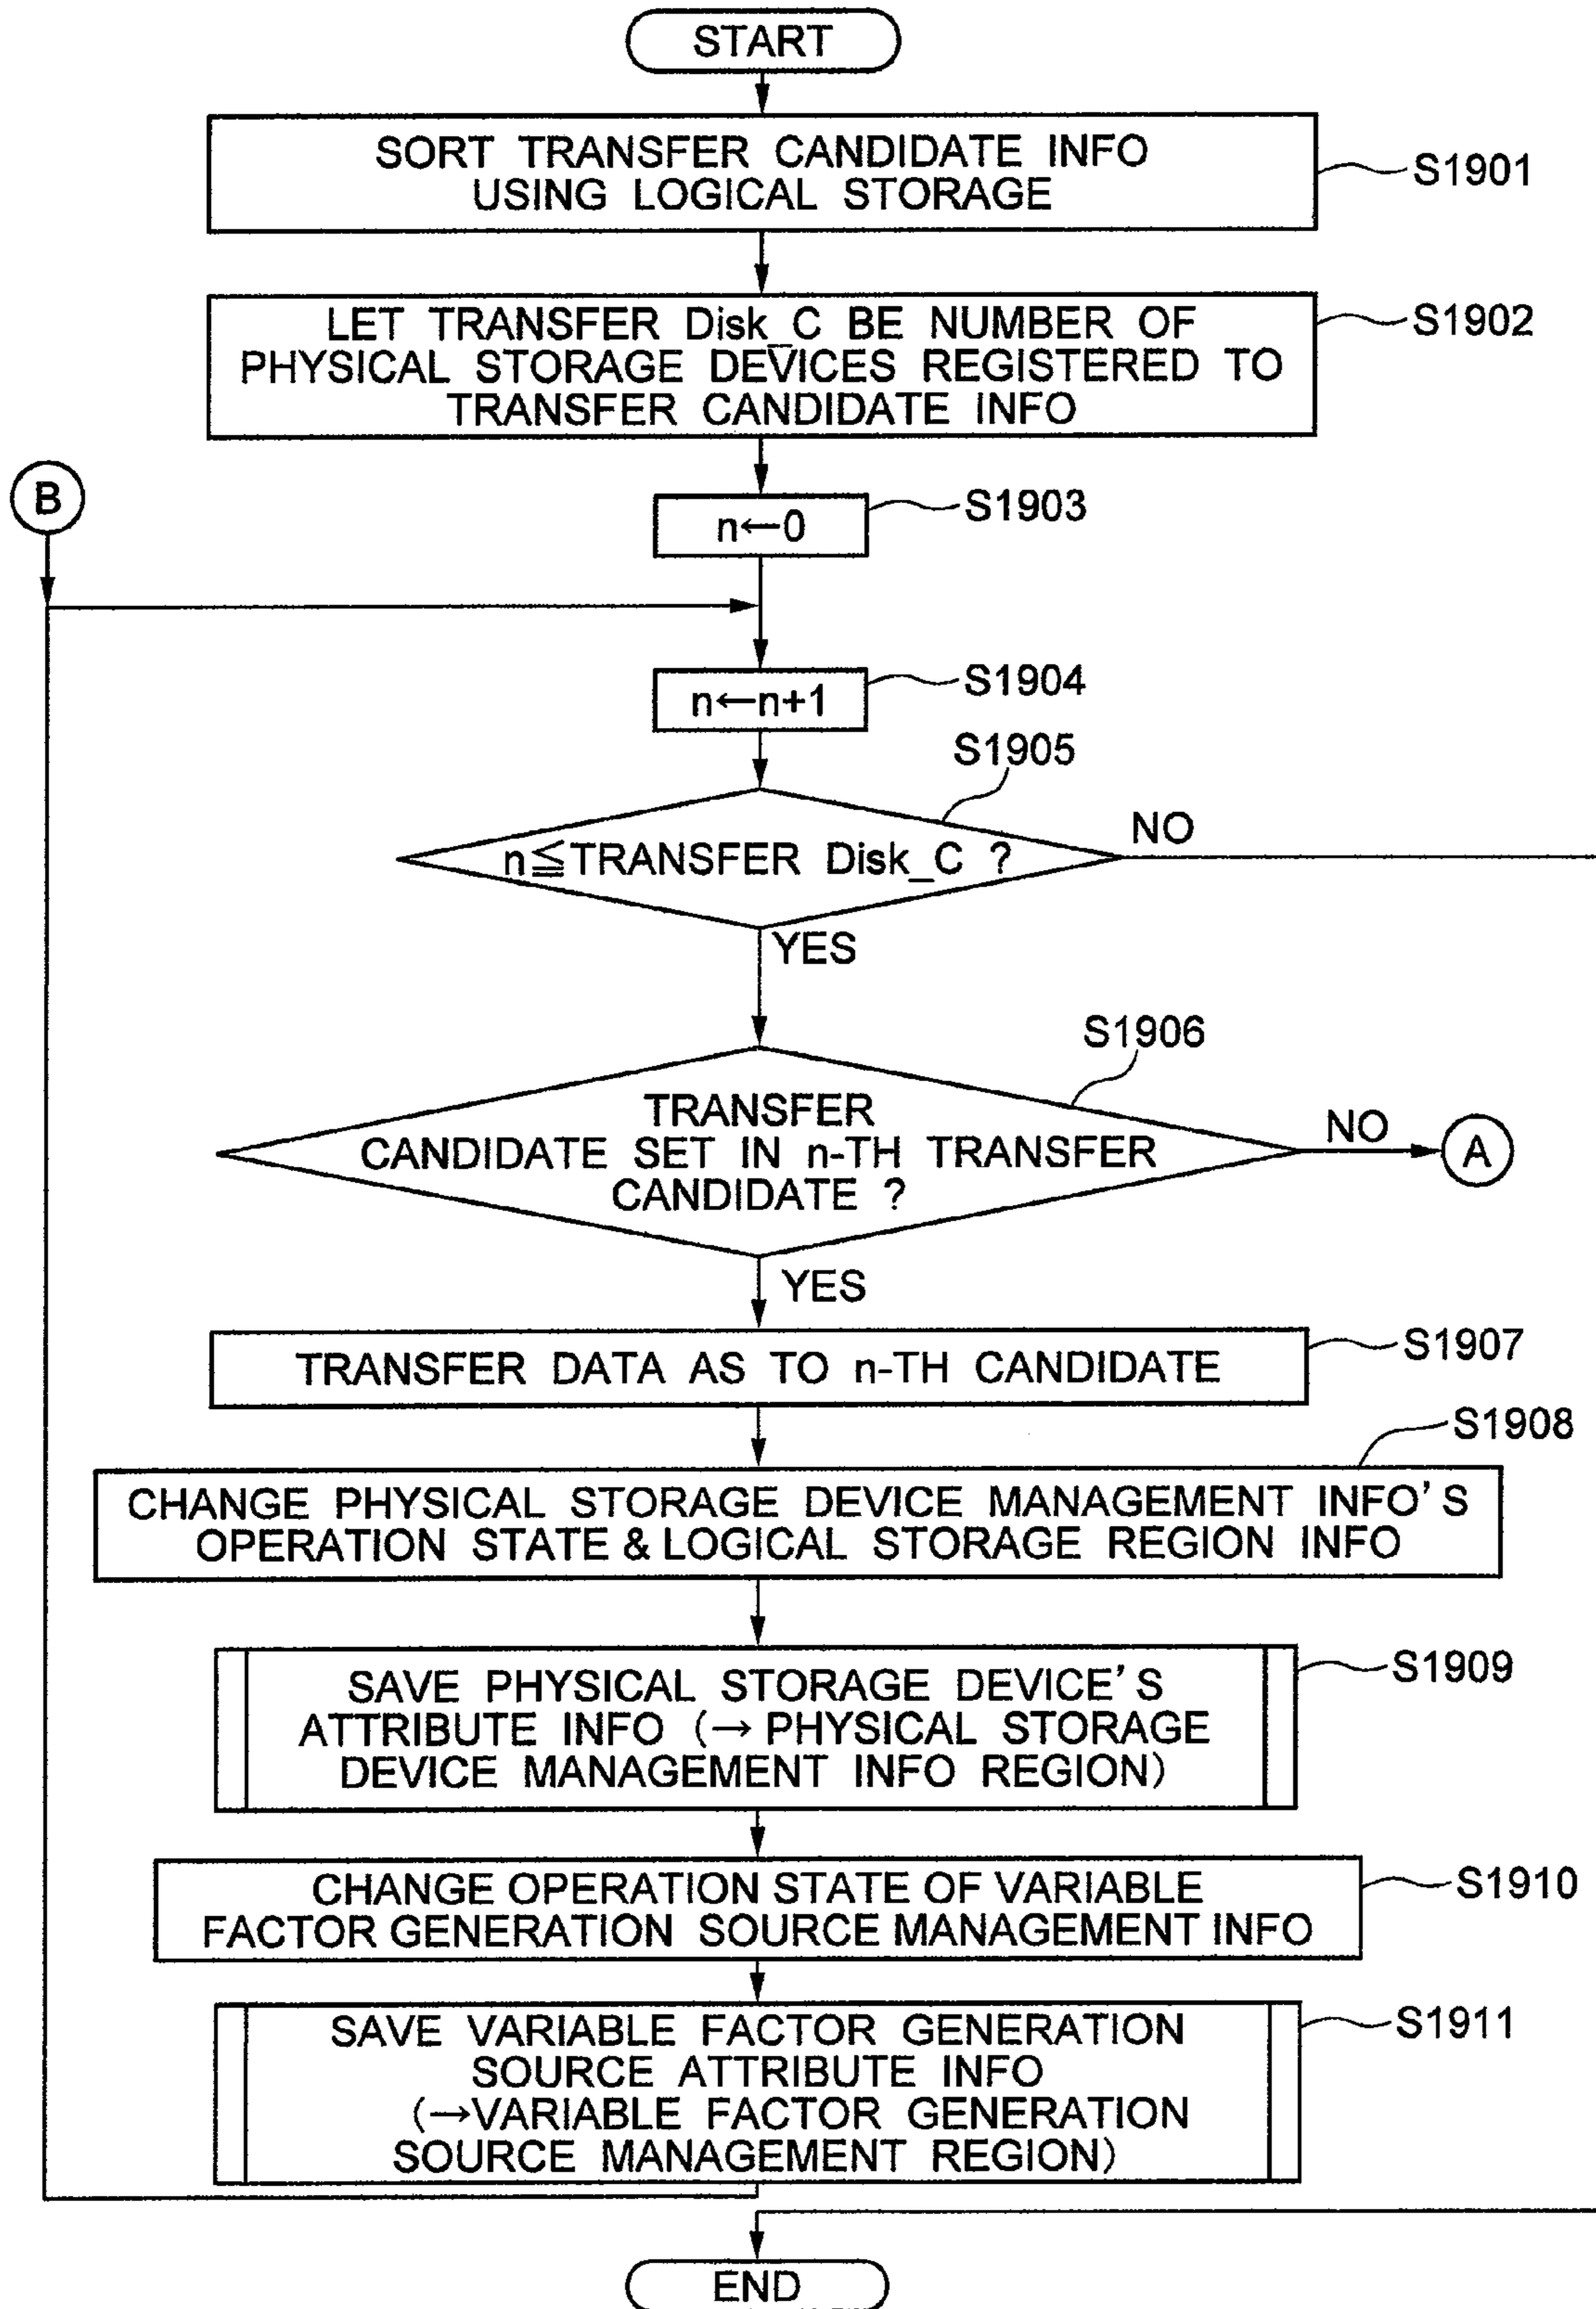 START
SORT TRANSFER CANDIDATE INFO
USING LOGICAL STORAGE
S1901
LET TRANSFER Disk_C BE NUMBER OF
PHYSICAL STORAGE DEVICES REGISTERED TO
TRANSFER CANDIDATE INFO
S1902
B
n←0
S1903
n←n+1
S1904
S1905
n≦TRANSFER Disk_C ?
NO
YES
S1906
TRANSFER
CANDIDATE SET IN n-TH TRANSFER
CANDIDATE ?
NO
A
YES
TRANSFER DATA AS TO n-TH CANDIDATE
S1907
S1908
CHANGE PHYSICAL STORAGE DEVICE MANAGEMENT INFO'S
OPERATION STATE & LOGICAL STORAGE REGION INFO
SAVE PHYSICAL STORAGE DEVICE'S
ATTRIBUTE INFO (→ PHYSICAL STORAGE
DEVICE MANAGEMENT INFO REGION)
S1909
CHANGE OPERATION STATE OF VARIABLE
FACTOR GENERATION SOURCE MANAGEMENT INFO
S1910
SAVE VARIABLE FACTOR GENERATION
SOURCE ATTRIBUTE INFO
(→VARIABLE FACTOR GENERATION
SOURCE MANAGEMENT REGION)
S1911
END